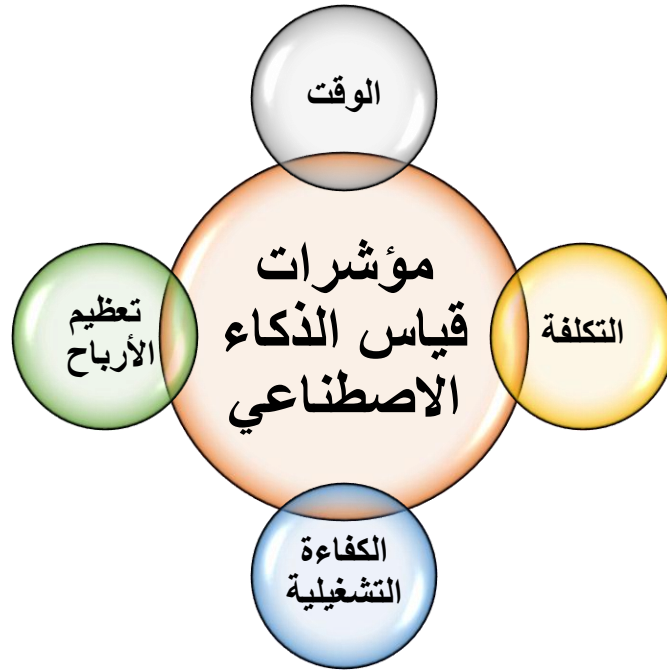 الوقت
مؤشرات
قياس الذكاء
الاصطناعي
التكلفة
الكفاءة
التشغيلية
تعظيم
الأرباح